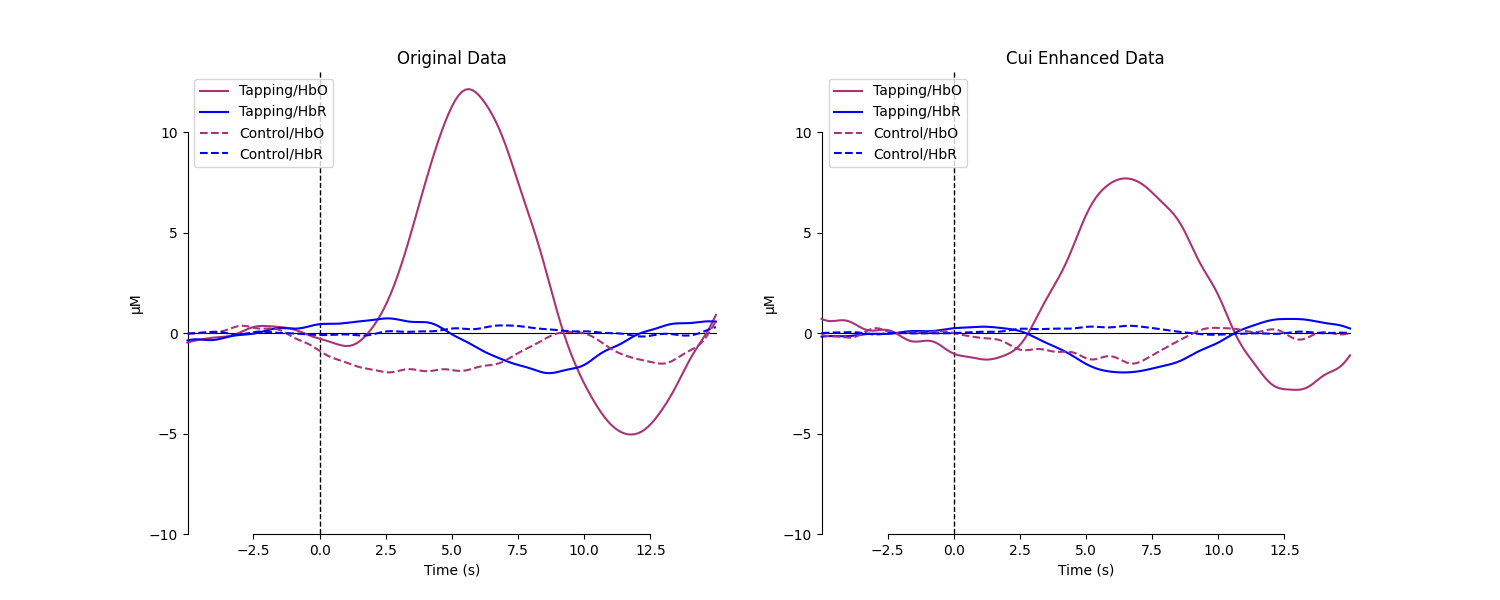 Original Data
Tapping/HbO
Tapping/HbR
Control/HbO
Control/HbR
10
5
0
−5
−10
µM
−2.5 0.0 2.5 5.0 7.5 10.0 12.5
Time (s)
Cui Enhanced Data
Tapping/HbO
Tapping/HbR
Control/HbO
Control/HbR
10
5
0
−5
−10
µM
−2.5 0.0 2.5 5.0 7.5 10.0 12.5
Time (s)